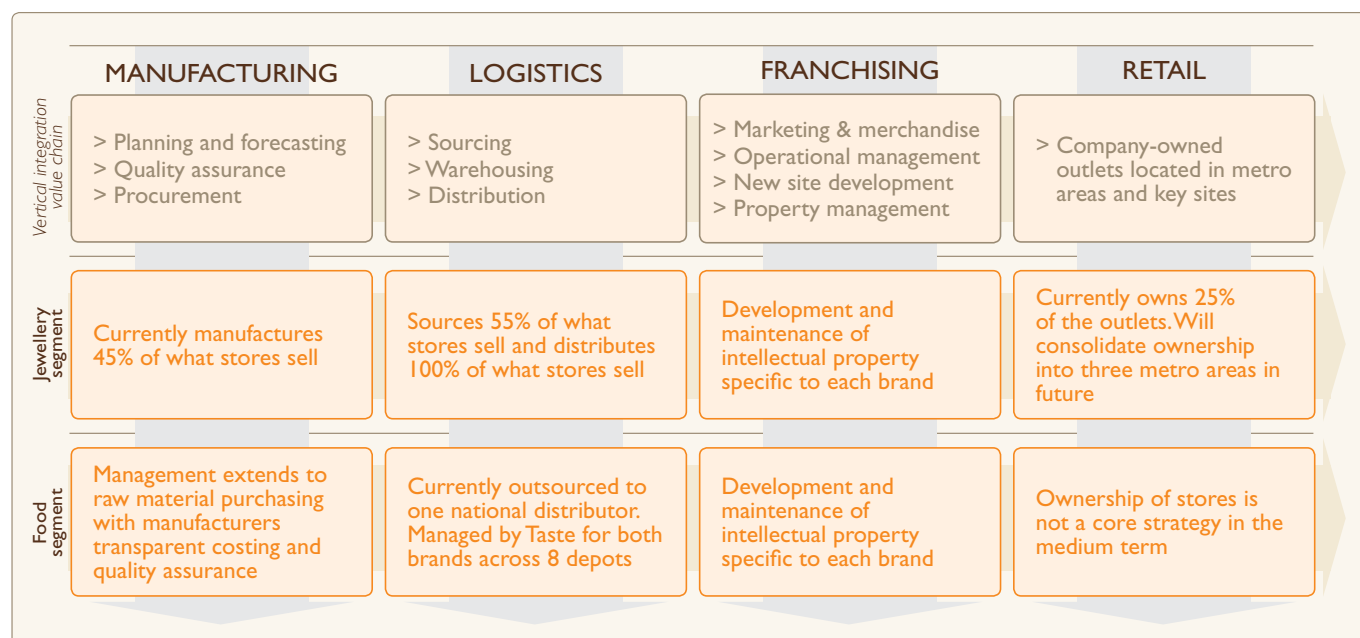 MANUFACTURING
LOGISTICS
FRANCHISING
RETAIL
Vertical integration
value chain
> Planning and forecasting
> Quality assurance
> Procurement
> Sourcing
> Warehousing
> Distribution
> Marketing & merchandise
> Operational management
> New site development
> Property management
> Company-owned
outlets located in metro
areas and key sites
Jewellery
segment
Currently manufactures
45% of what stores sell
Sources 55% of what
stores sell and distributes
100% of what stores sell
Development and
maintenance of
intellectual property
specific to each brand
Currently owns 25%
of the outlets. Will
consolidate ownership
into three metro areas in
future
Food
segment
Management extends to
raw material purchasing
with manufacturers
transparent costing and
quality assurance
Currently outsourced to
one national distributor.
Managed by Taste for both
brands across 8 depots
Development and
maintenance of
intellectual property
specific to each brand
Ownership of stores is
not a core strategy in the
medium term